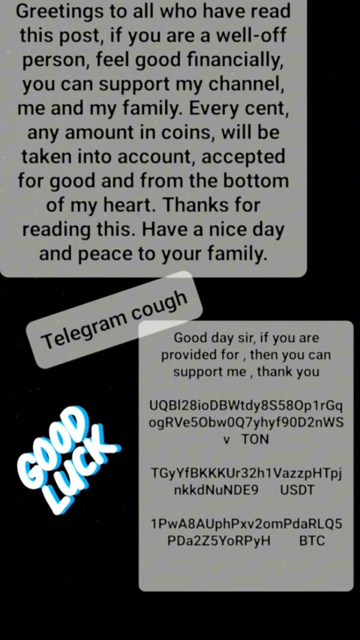 Greetings to all who have read
this post, if you are a well-off
person, feel good financially,
you can support my channel,
me and my family. Every cent,
any amount in coins, will be
taken into account, accepted
for good and from the bottom
of my heart. Thanks for
reading this. Have a nice day
and peace to your family.
Telegram cough
Good day sir, if you are
provided for , then you can
support me , thank you
UQBl28ioDBWtdy8S58Op1rGq
ogRVe5Obw0Q7yhyf90D2nWS
v TON
TGyYfBKKKUr32h1VazzpHTpj
nkkdNuNDE9 USDT
1PwA8AUphPxv2omPdaRLQ5
PDa2Z5YoRPyH BTC
GOOD
LUCK